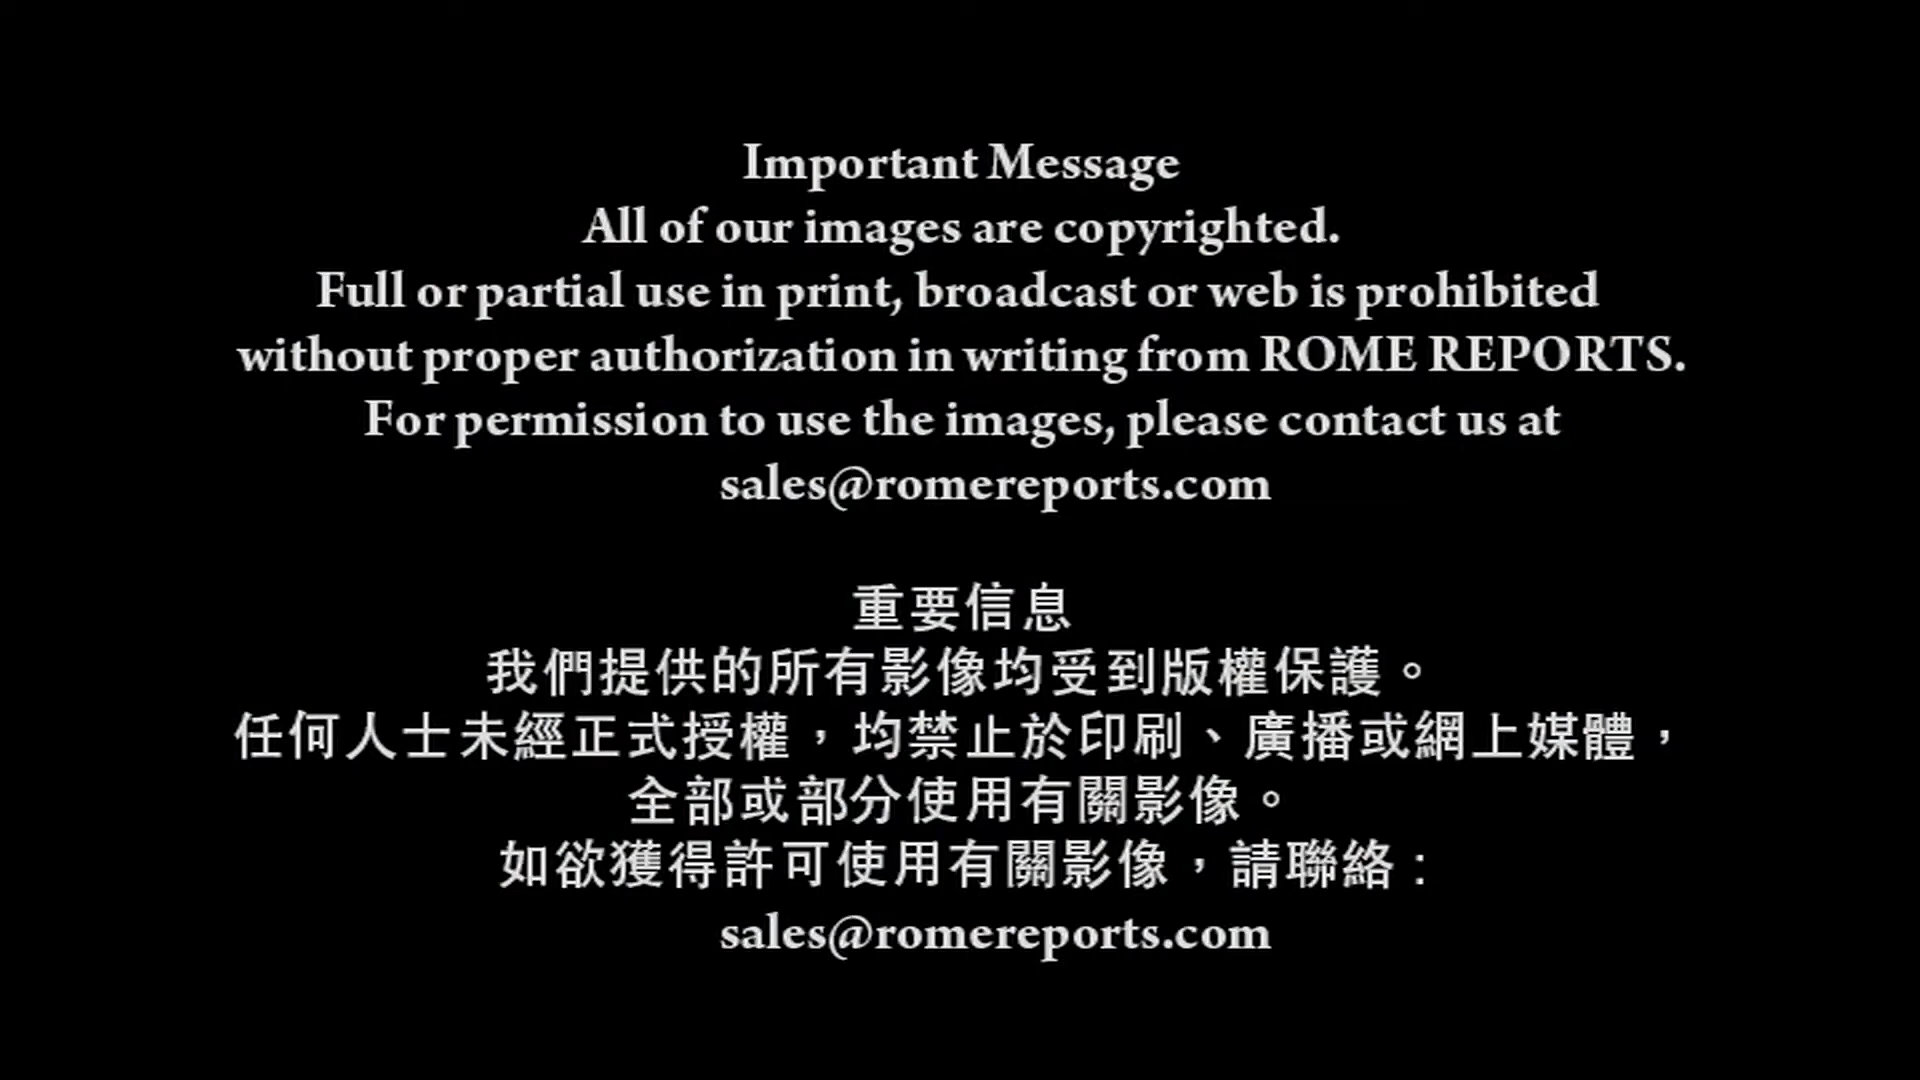 Important Message
All of our images are copyrighted.
Full or partial use in print, broadcast or web is prohibited
without proper authorization in writing from ROME REPORTS.
For permission to use the images, please contact us at
sales@romereports.com
重要信息
我們提供的所有影像均受到版權保護。
任何人士未經正式授權，均禁止於印刷、廣播或網上媒體，
全部或部分使用有關影像。
如欲獲得許可使用有關影像，請聯絡：
sales@romereports.com